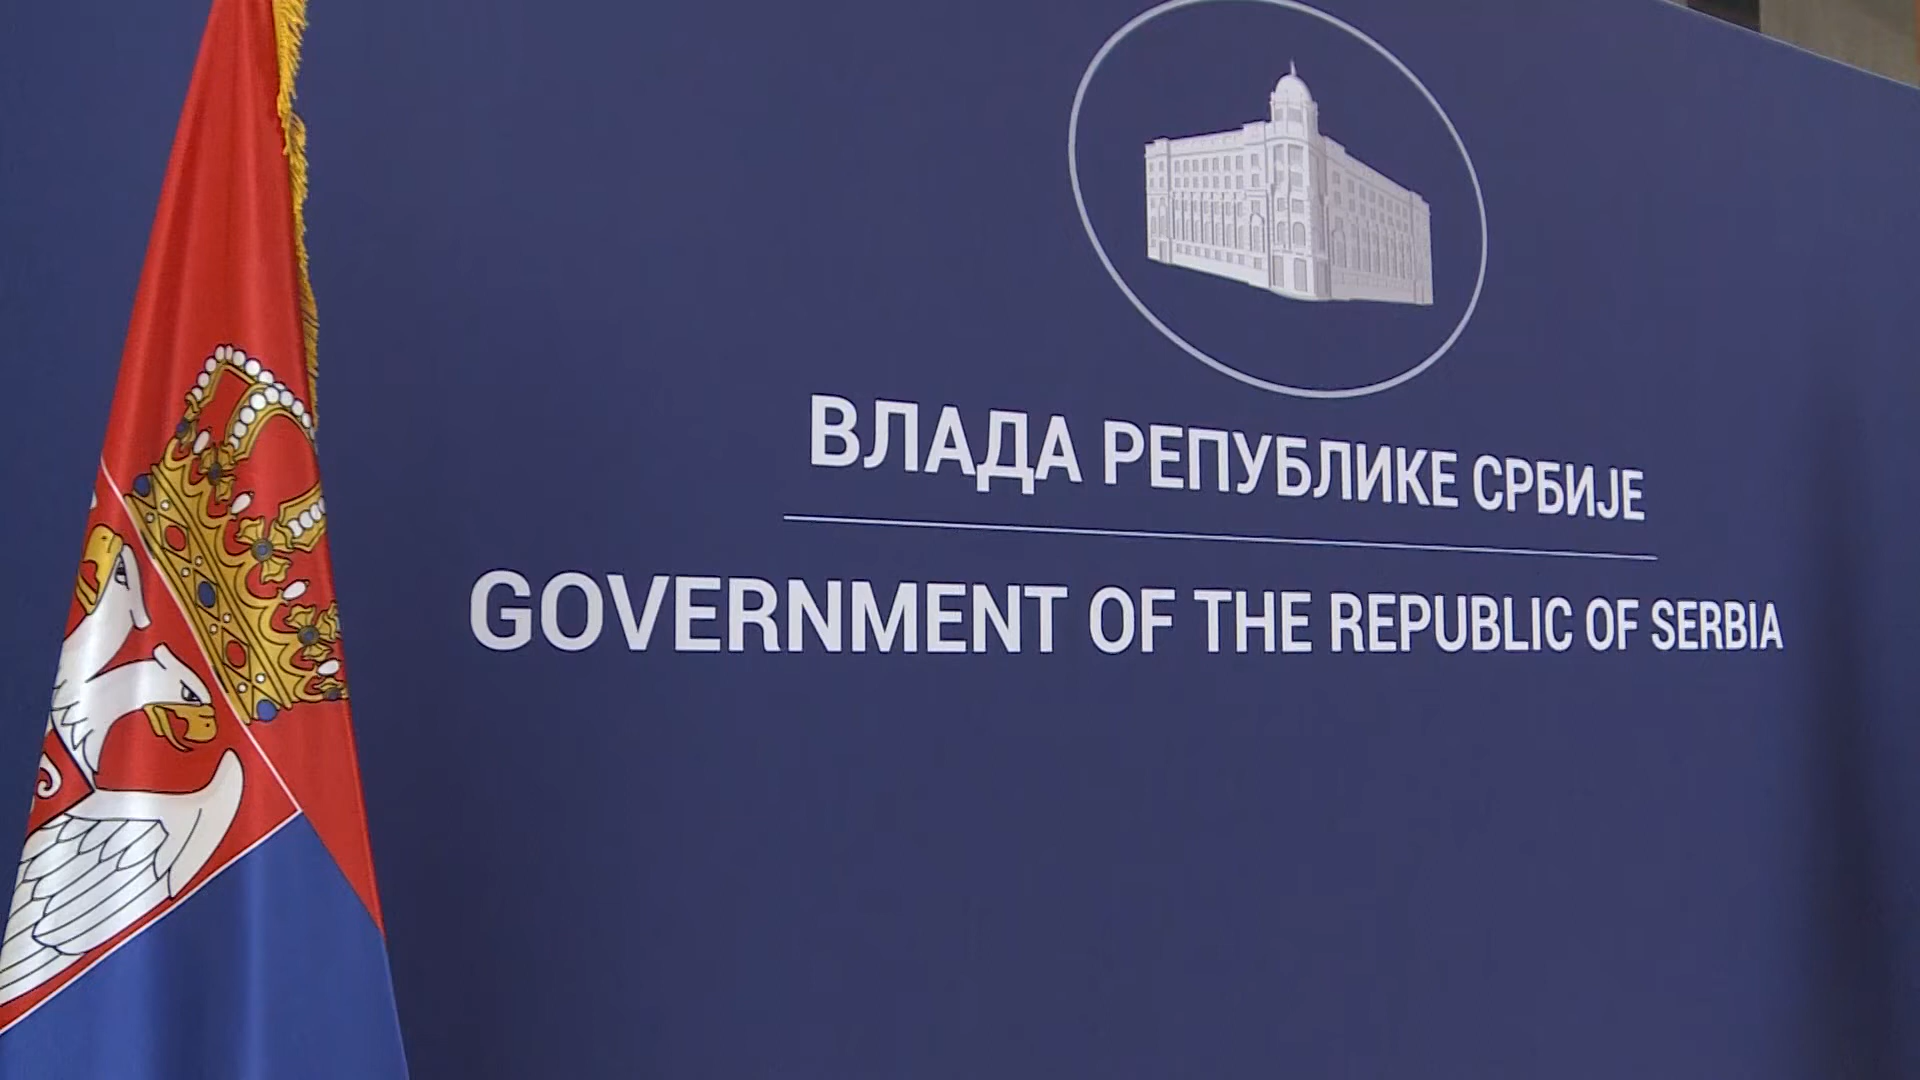 ВЛАДА РЕПУБЛИКЕ СРБИЈЕ
GOVERNMENT OF THE REPUBLIC OF SERBIA